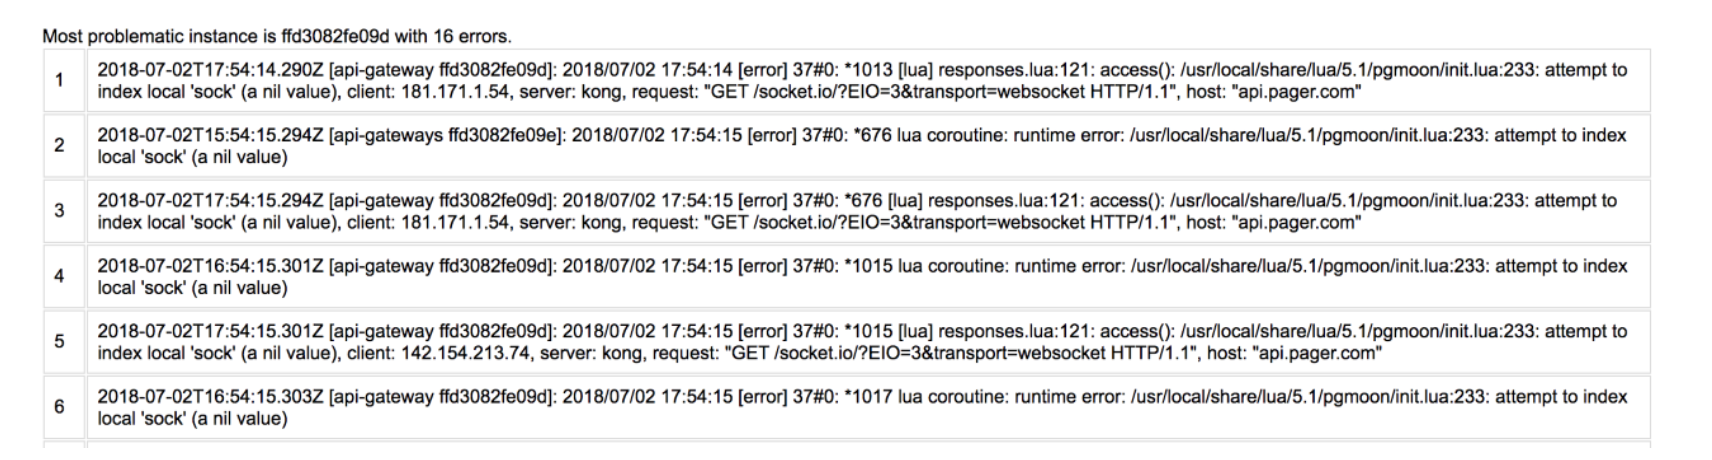 Most problematic instance is ffd3082fe09d with 16 errors.
1
2018-07-02T17:54:14.290Z [api-gateway ffd3082fe09d]: 2018/07/02 17:54:14 [error] 37#0: *1013 [lua] responses.lua:121: access(): /usr/local/share/lua/5.1/pgmoon/init.lua:233: attempt to
index local 'sock' (a nil value), client: 181.171.1.54, server: kong, request: "GET /socket.io/?EIO=3&transport=websocket HTTP/1.1", host: "api.pager.com"
2
2018-07-02T15:54:15.294Z [api-gateways ffd3082fe09e]: 2018/07/02 17:54:15 [error] 37#0: *676 lua coroutine: runtime error: /usr/local/share/lua/5.1/pgmoon/init.lua:233: attempt to index
local 'sock' (a nil value)
3
2018-07-02T17:54:15.294Z [api-gateway ffd3082fe09d]: 2018/07/02 17:54:15 [error] 37#0: *676 [lua] responses.lua:121: access(): /usr/local/share/lua/5.1/pgmoon/init.lua:233: attempt to
index local 'sock' (a nil value), client: 181.171.1.54, server: kong, request: "GET /socket.io/?EIO=3&transport=websocket HTTP/1.1", host: "api.pager.com"
4
2018-07-02T16:54:15.301Z [api-gateway ffd3082fe09d]: 2018/07/02 17:54:15 [error] 37#0: *1015 lua coroutine: runtime error: /usr/local/share/lua/5.1/pgmoon/init.lua:233: attempt to index
local 'sock' (a nil value)
5
2018-07-02T17:54:15.301Z [api-gateway ffd3082fe09d]: 2018/07/02 17:54:15 [error] 37#0: *1015 [lua] responses.lua:121: access(): /usr/local/share/lua/5.1/pgmoon/init.lua:233: attempt to
index local 'sock' (a nil value), client: 142.154.213.74, server: kong, request: "GET /socket.io/?EIO=3&transport=websocket HTTP/1.1", host: "api.pager.com"
6
2018-07-02T16:54:15.303Z [api-gateway ffd3082fe09d]: 2018/07/02 17:54:15 [error] 37#0: *1017 lua coroutine: runtime error: /usr/local/share/lua/5.1/pgmoon/init.lua:233: attempt to index
local 'sock' (a nil value)